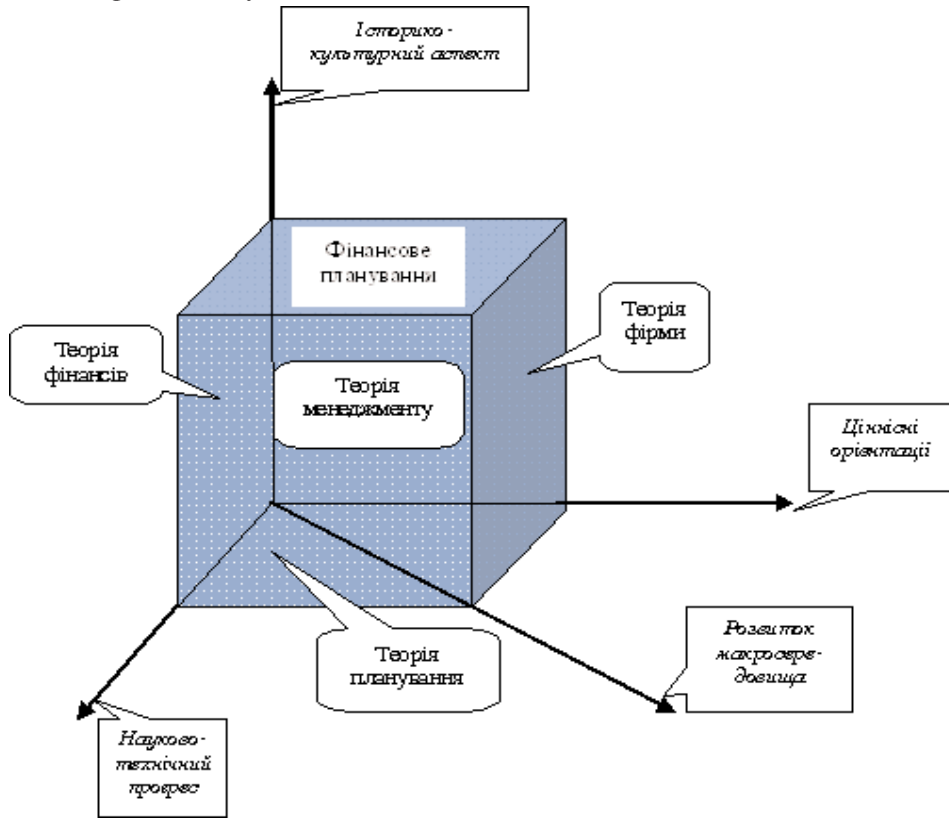 Історико-
культурний аспект
Фінансове
планування
Теорія
фірми
Теорія
фінансів
Теорія
менеджменту
Ціннісні
орієнтації
Розвиток
макросере-
довища
Теорія
планування
Науково-
технічний
прогрес